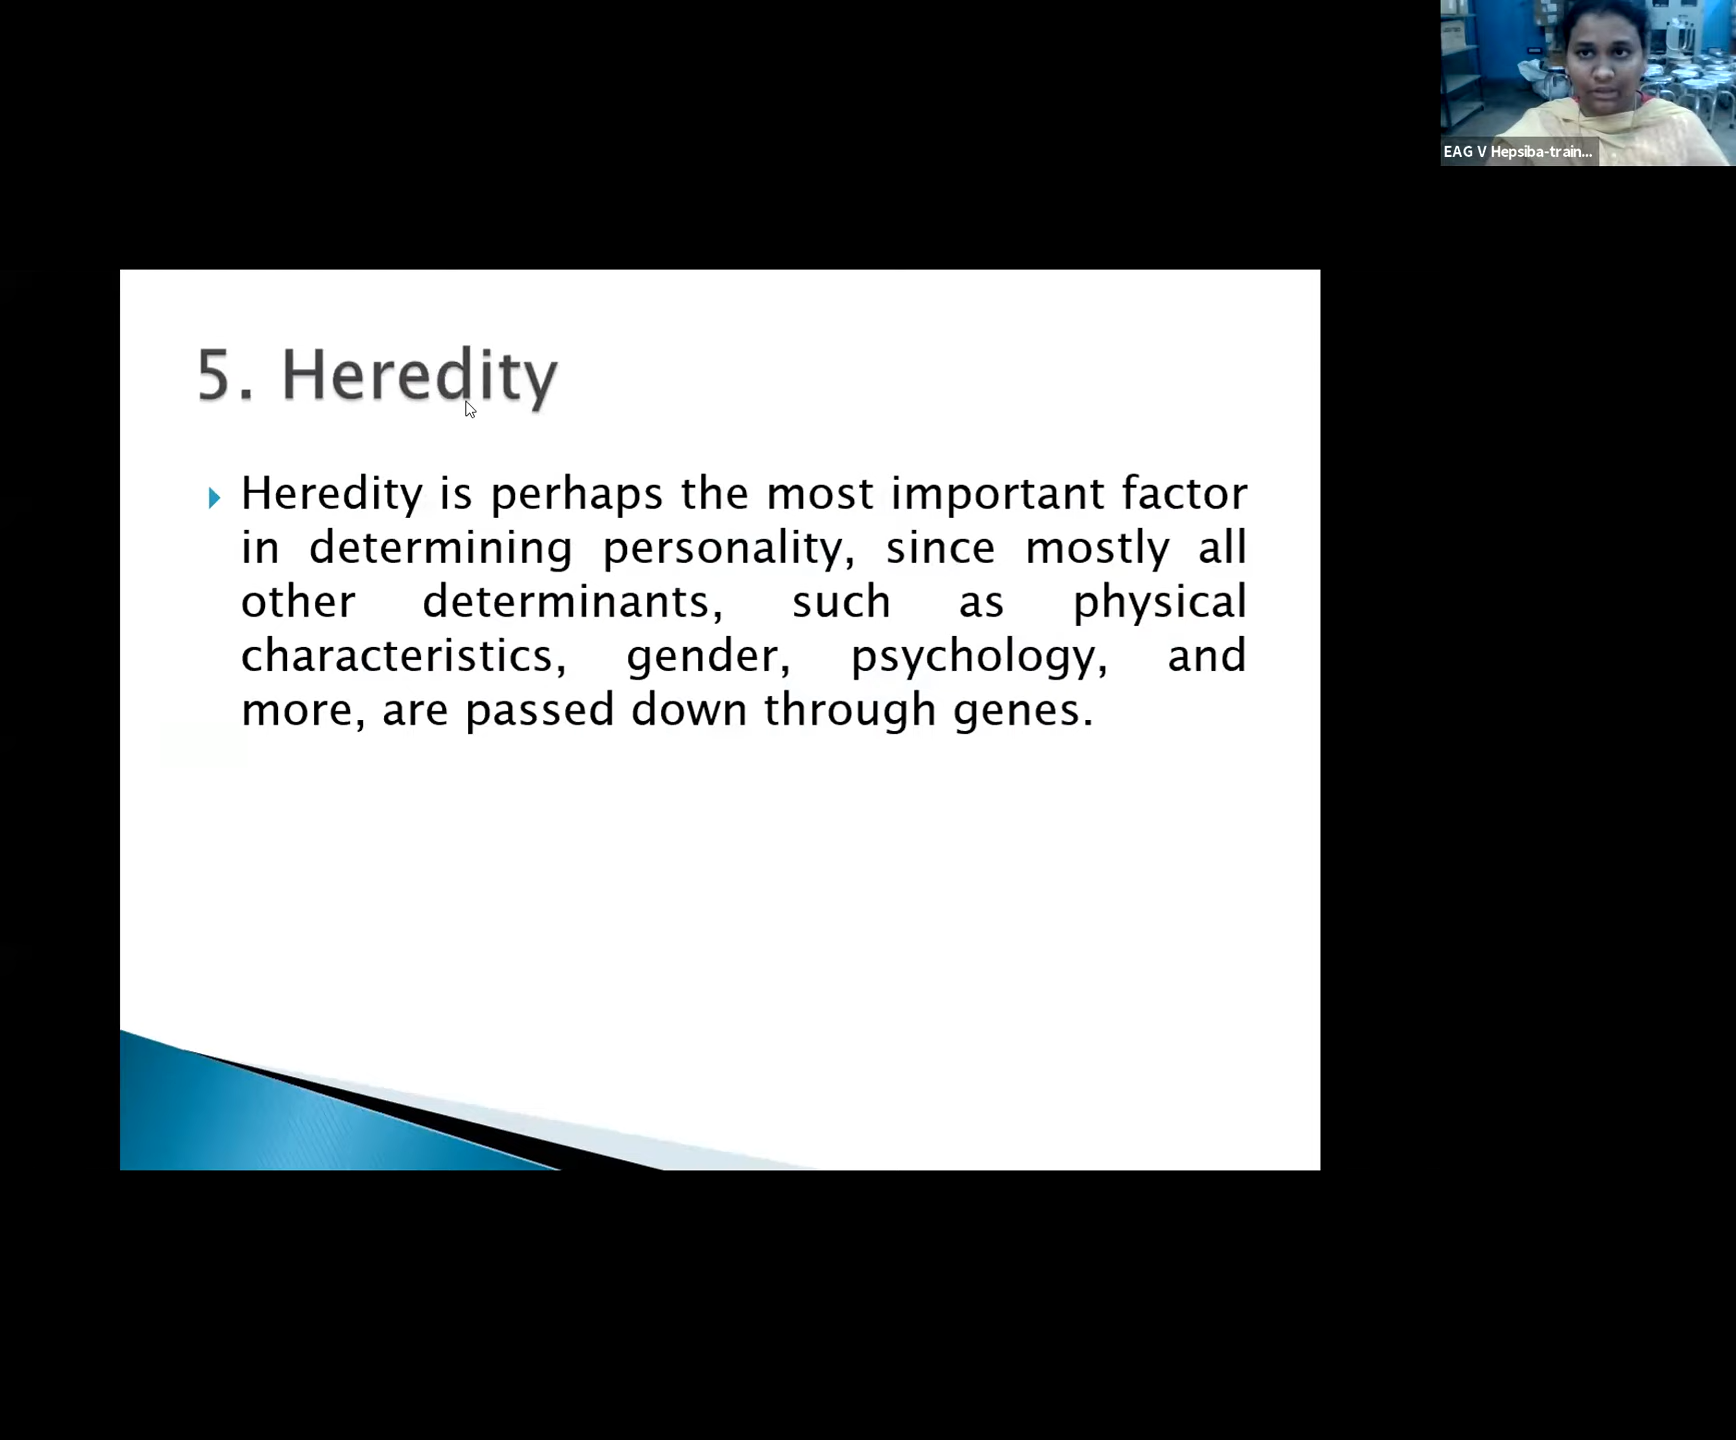 EAG V Hepsiba-train...
5. Heredity
Heredity is perhaps the most important factor
in determining personality, since mostly all
other determinants, such as physical
characteristics, gender, psychology, and
more, are passed down through genes.